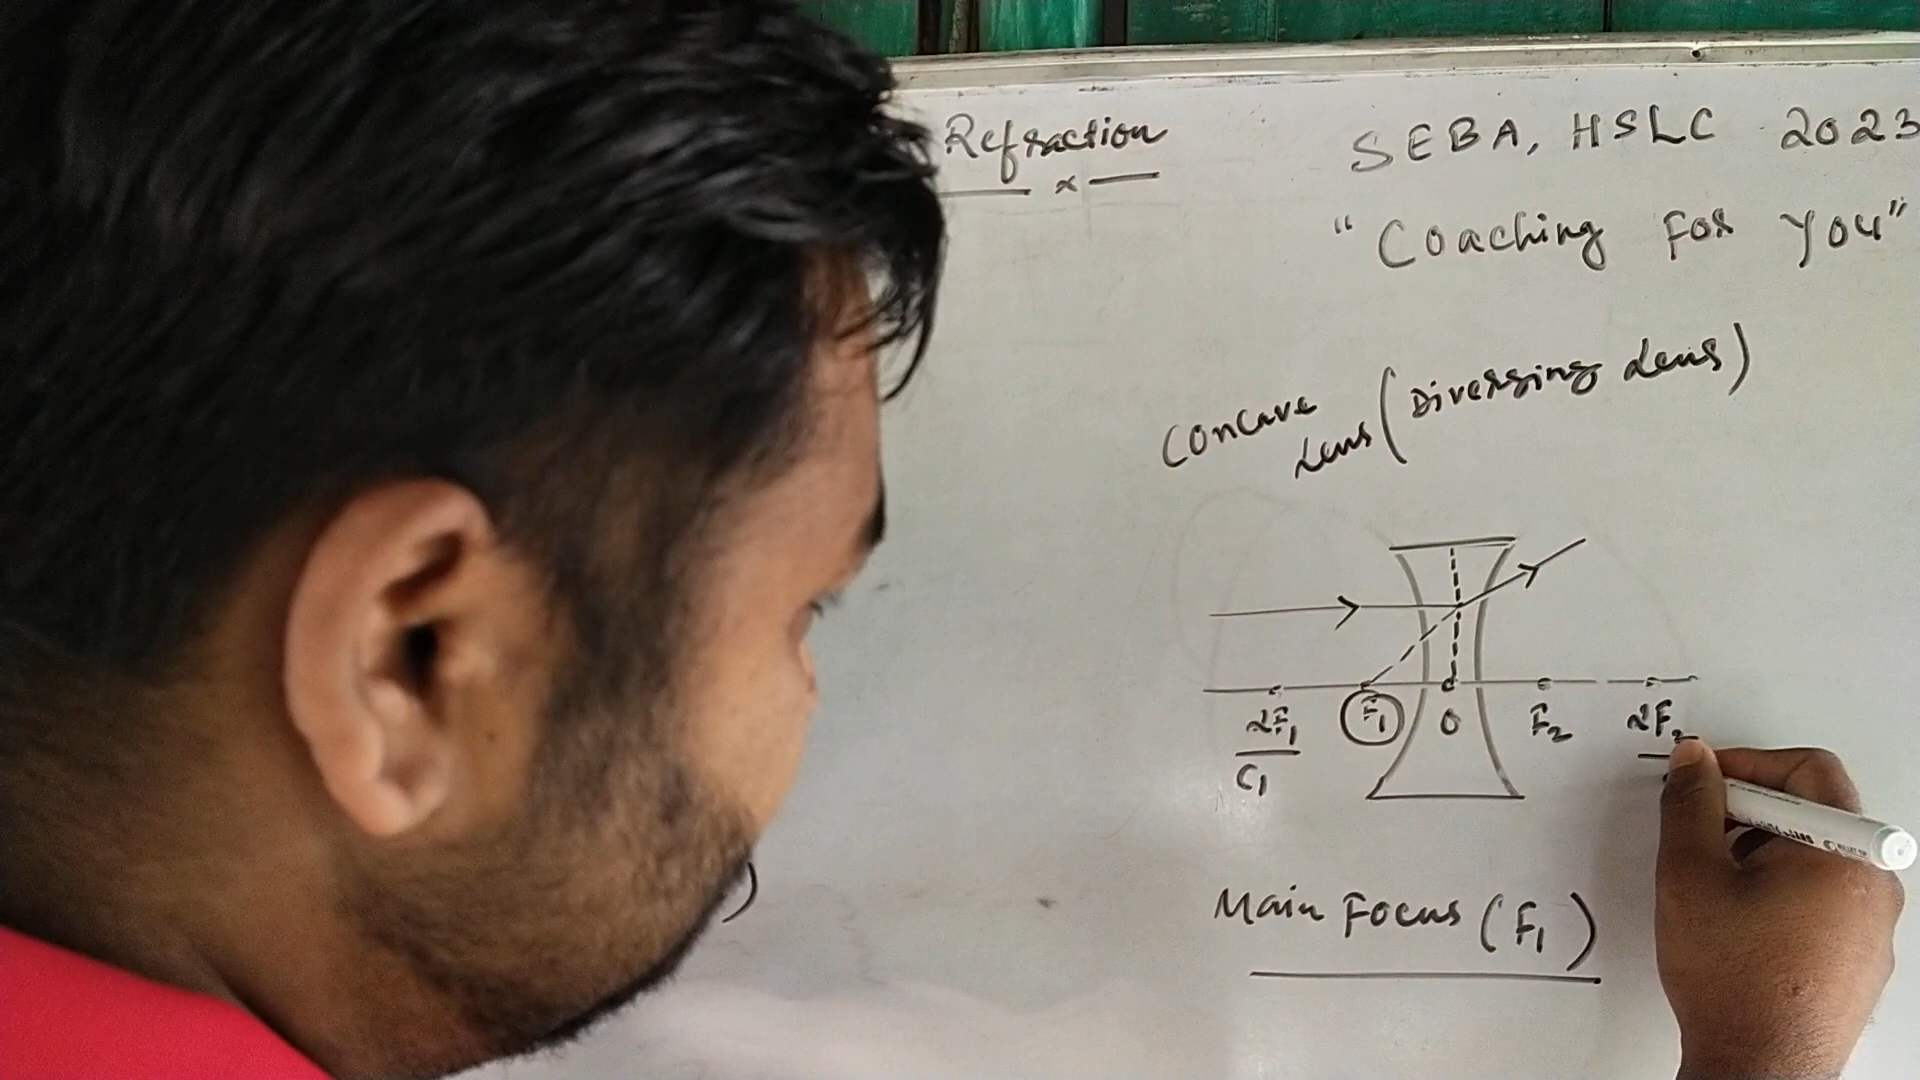 Refraction
SEBA, HSLC 2023
"Coaching For You"
Concave
Lens (Diverging Lens)
2F1 F1 O F2 2F2
C1
)
Main Focus (F1)